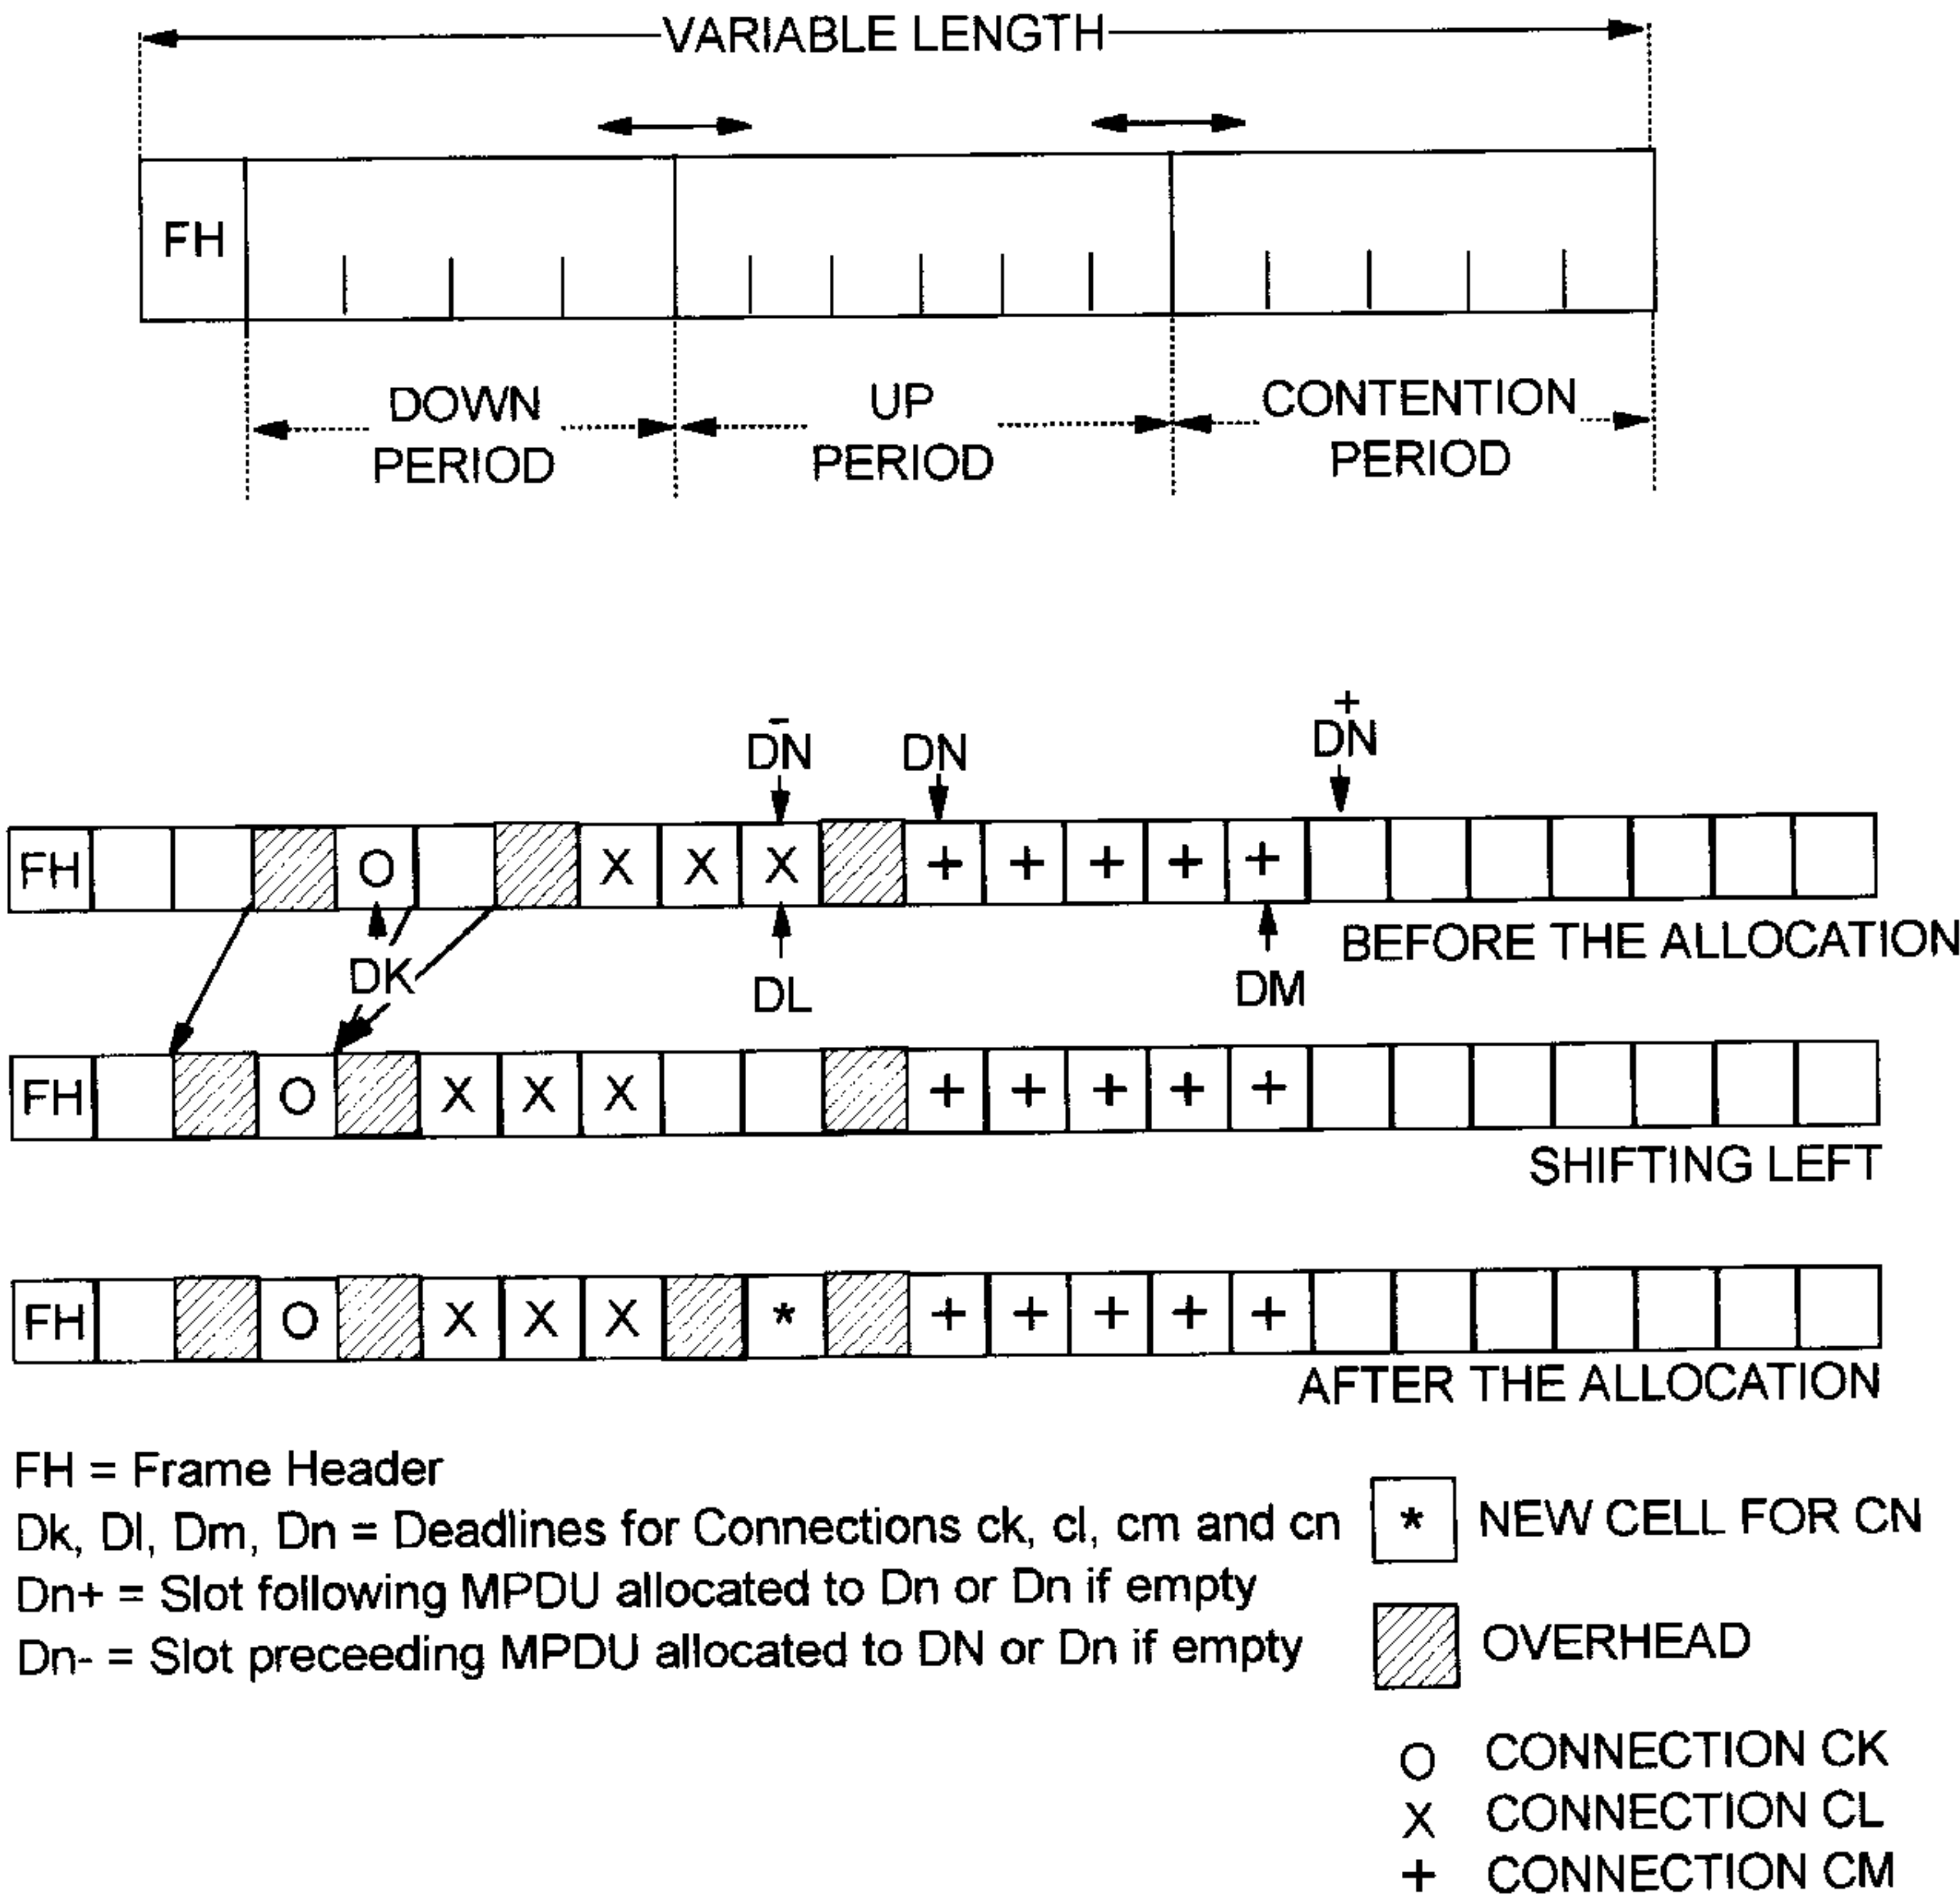 VARIABLE LENGTH
FH
DOWN PERIOD
UP PERIOD
CONTENTION PERIOD
DN-
DN
DN+
FH O X X X + + + + +
BEFORE THE ALLOCATION
DK
DL
DM
FH O X X X + + + + +
SHIFTING LEFT
FH O X X X * + + + + +
AFTER THE ALLOCATION
FH = Frame Header
Dk, Dl, Dm, Dn = Deadlines for Connections ck, cl, cm and cn
Dn+ = Slot following MPDU allocated to Dn or Dn if empty
Dn- = Slot preceeding MPDU allocated to DN or Dn if empty
* NEW CELL FOR CN
OVERHEAD
O CONNECTION CK
X CONNECTION CL
+ CONNECTION CM